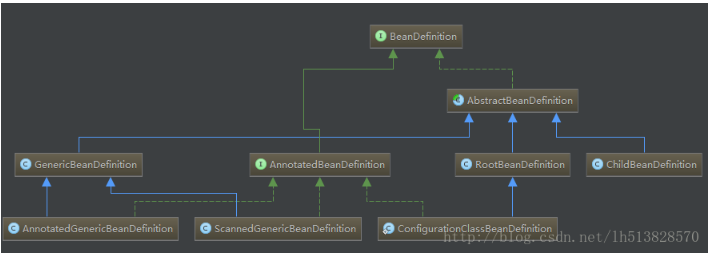 BeanDefinition
AbstractBeanDefinition
GenericBeanDefinition
AnnotatedBeanDefinition
RootBeanDefinition
ChildBeanDefinition
AnnotatedGenericBeanDefinition
ScannedGenericBeanDefinition
ConfigurationClassBeanDefinition
http://blog.csdn.net/lh513828570